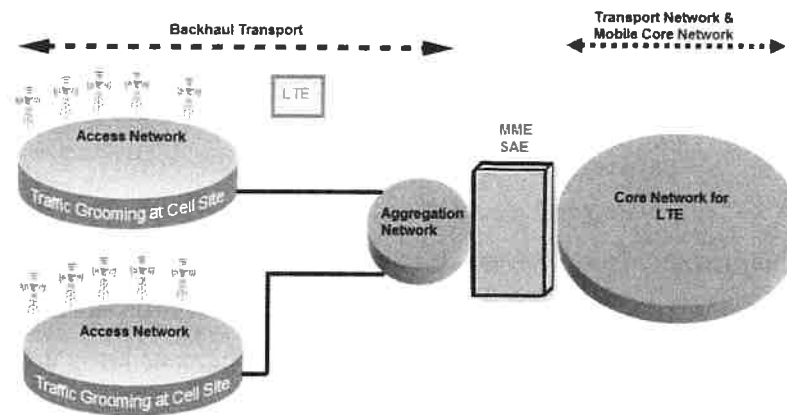 Backhaul Transport
Transport Network &
Mobile Core Network
LTE
Access Network
Traffic Grooming at Cell Site
MME
SAE
Aggregation
Network
Core Network for
LTE
Access Network
Traffic Grooming at Cell Site